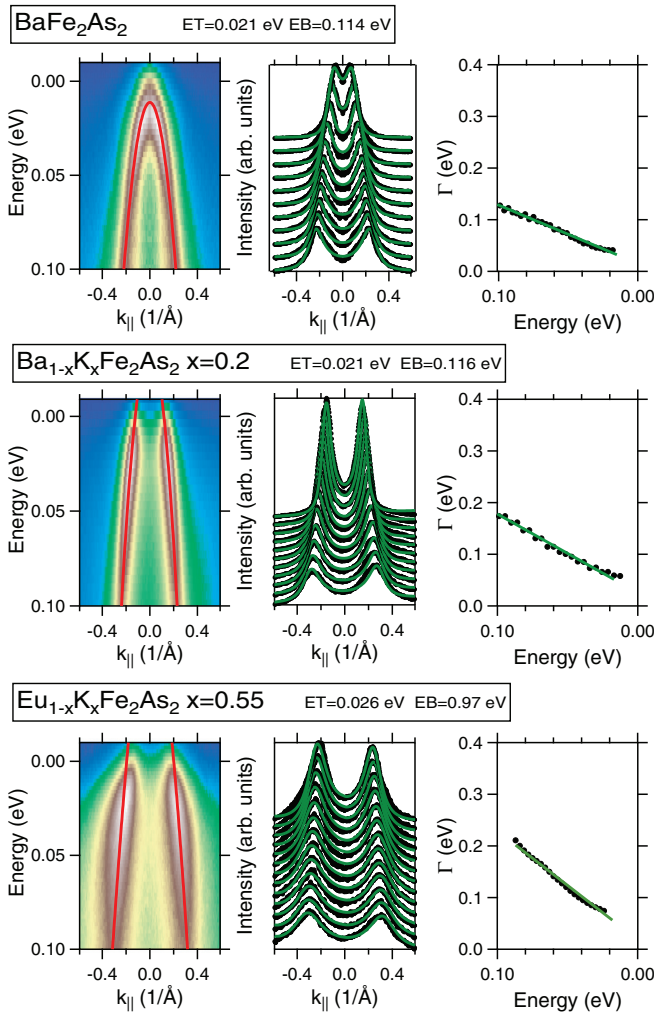 BaFe₂As₂ ET=0.021 eV EB=0.114 eV
0.00
0.05
0.10
Energy (eV)
-0.4 0.0 0.4
k|| (1/Å)
Intensity (arb. units)
-0.4 0.0 0.4
k|| (1/Å)
0.4
0.3
0.2
0.1
0.0
Γ (eV)
0.10 0.00
Energy (eV)
Ba₁₋ₓKₓFe₂As₂ x=0.2 ET=0.021 eV EB=0.116 eV
0.00
0.05
0.10
Energy (eV)
-0.4 0.0 0.4
k|| (1/Å)
Intensity (arb. units)
-0.4 0.0 0.4
k|| (1/Å)
0.4
0.3
0.2
0.1
0.0
Γ (eV)
0.10 0.00
Energy (eV)
Eu₁₋ₓKₓFe₂As₂ x=0.55 ET=0.026 eV EB=0.97 eV
0.00
0.05
0.10
Energy (eV)
-0.4 0.0 0.4
k|| (1/Å)
Intensity (arb. units)
-0.4 0.0 0.4
k|| (1/Å)
0.4
0.3
0.2
0.1
0.0
Γ (eV)
0.10 0.00
Energy (eV)